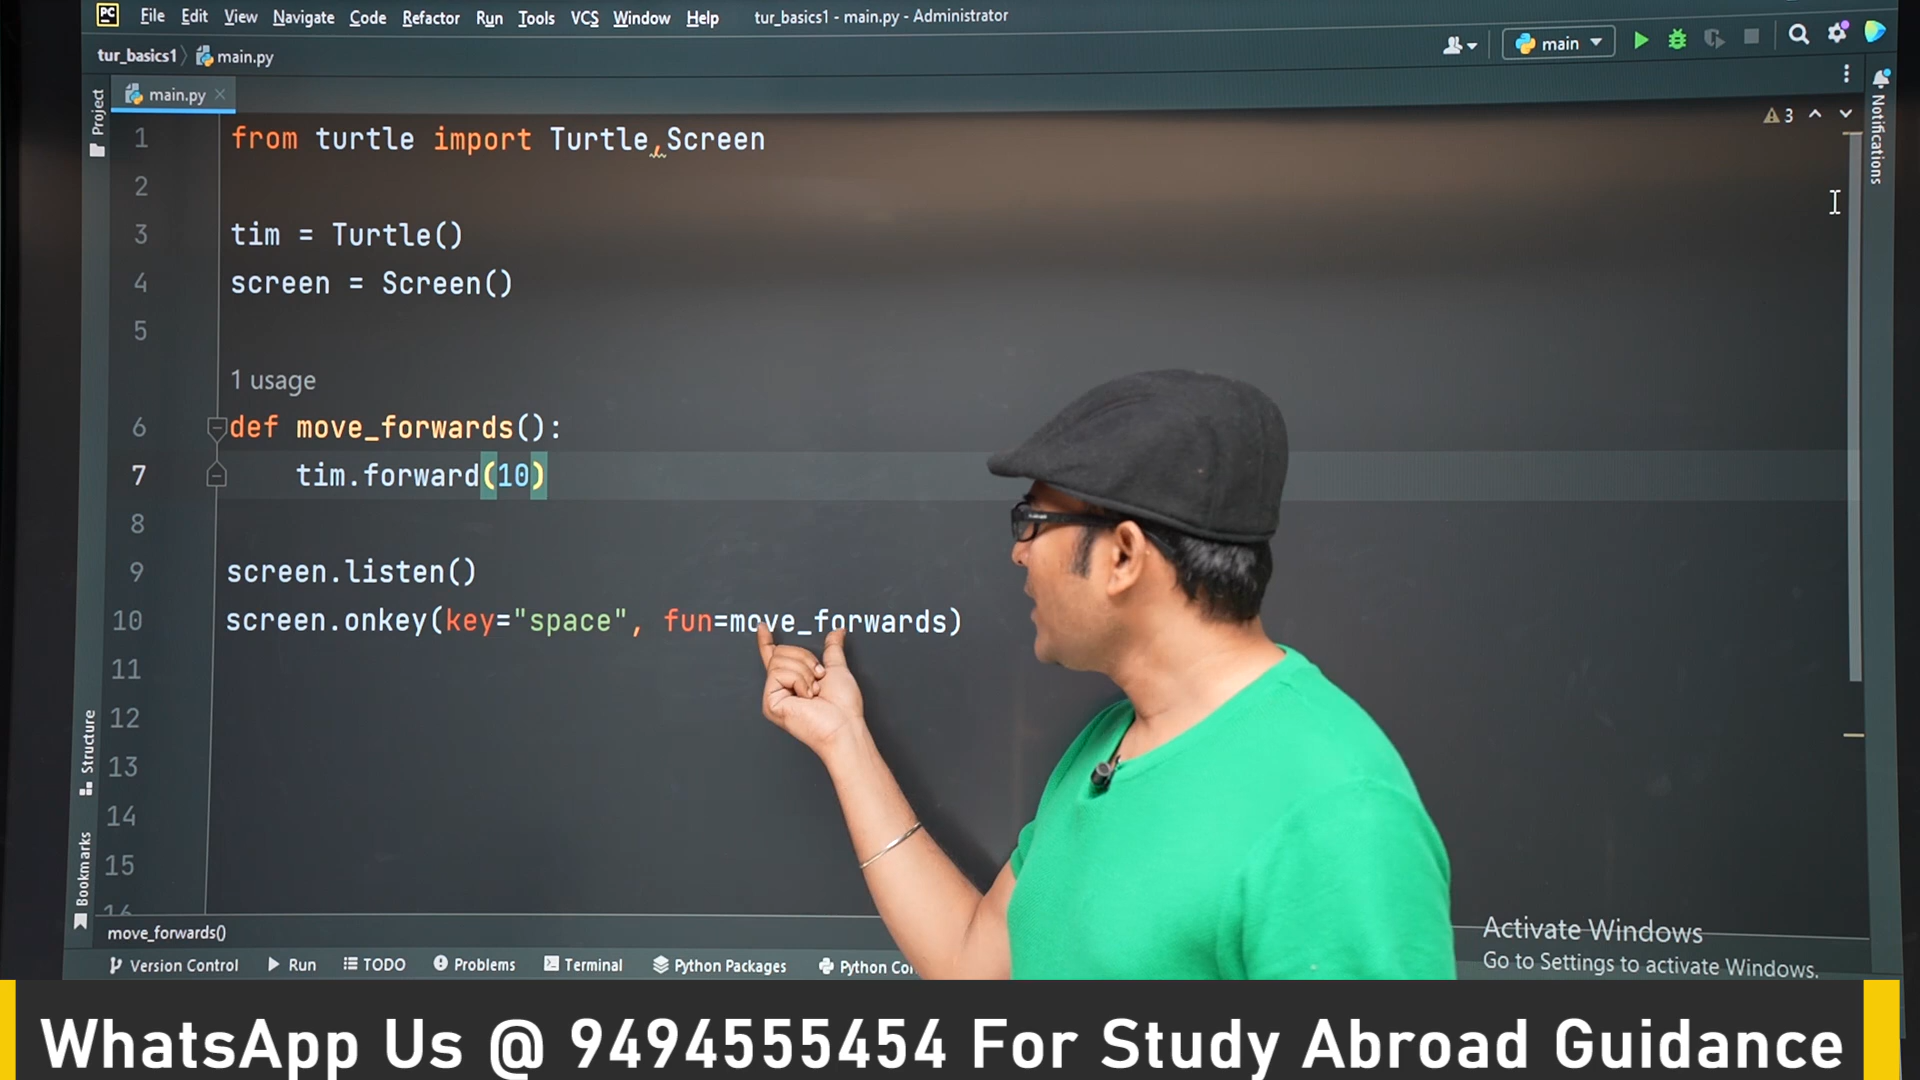 PC File Edit View Navigate Code Refactor Run Tools VCS Window Help tur_basics1 - main.py - Administrator
tur_basics1 main.py
main
main.py
3
Project
Notifications
1 from turtle import Turtle,Screen
2
3 tim = Turtle()
4 screen = Screen()
5
1 usage
6 def move_forwards():
7 tim.forward(10)
8
9 screen.listen()
10 screen.onkey(key="space", fun=move_forwards)
11
12
13
14
15
16
Structure
Bookmarks
move_forwards()
Activate Windows
Go to Settings to activate Windows.
Version Control Run TODO Problems Terminal Python Packages Python
WhatsApp Us @ 9494555454 For Study Abroad Guidance